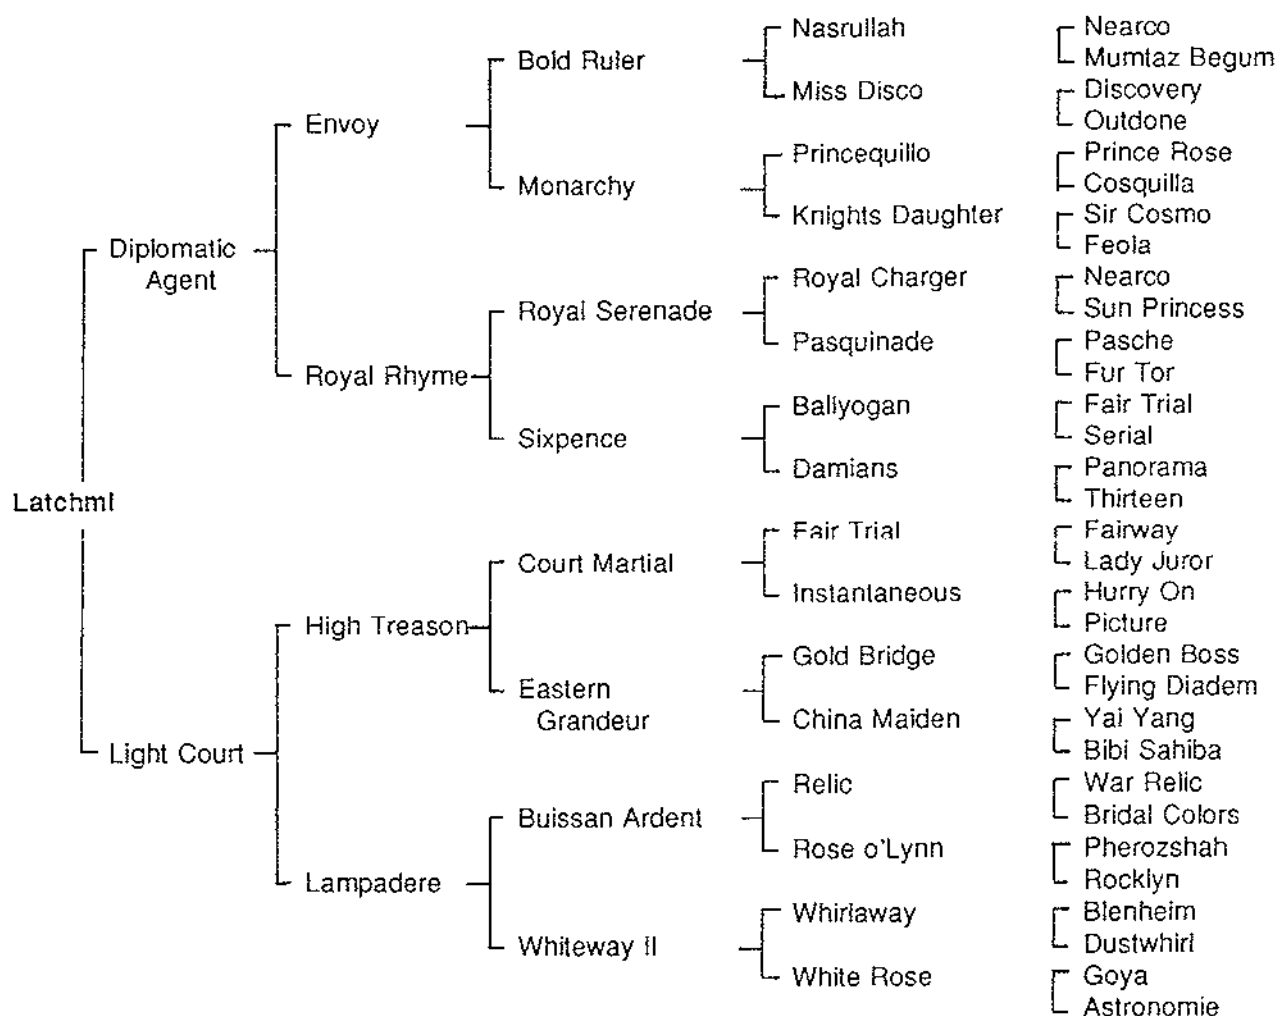 Nasrullah
Nearco
Bold Ruler
Mumtaz Begum
Miss Disco
Discovery
Outdone
Envoy
Princequillo
Prince Rose
Monarchy
Cosquilla
Knights Daughter
Sir Cosmo
Feola
Diplomatic
Agent
Royal Charger
Nearco
Royal Serenade
Sun Princess
Pasquinade
Pasche
Fur Tor
Royal Rhyme
Ballyogan
Fair Trial
Sixpence
Serial
Damians
Panorama
Thirteen
Latchmi
Fair Trial
Fairway
Court Martial
Lady Juror
Instantaneous
Hurry On
Picture
High Treason
Gold Bridge
Golden Boss
Eastern
Grandeur
Flying Diadem
China Maiden
Yai Yang
Bibi Sahiba
Light Court
Relic
War Relic
Buissan Ardent
Bridal Colors
Rose o'Lynn
Pherozshah
Rocklyn
Lampadere
Whirlaway
Blenheim
Whiteway II
Dustwhirl
White Rose
Goya
Astronomie